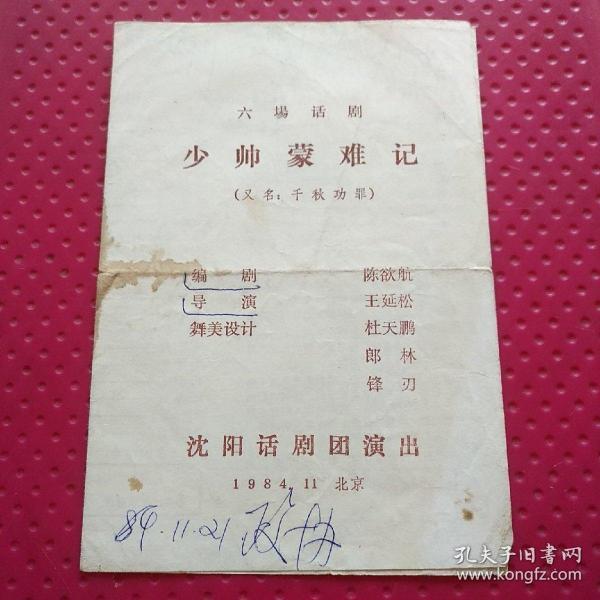 六場话剧
少帅蒙难记
(又名：千秋功罪)
编剧 陈欲航
导演 王延松
舞美设计 杜天鹏
郎林
锋刃
沈阳话剧团演出
1984.11 北京
84.11.21 政协
孔夫子旧书网
www.kongfz.com